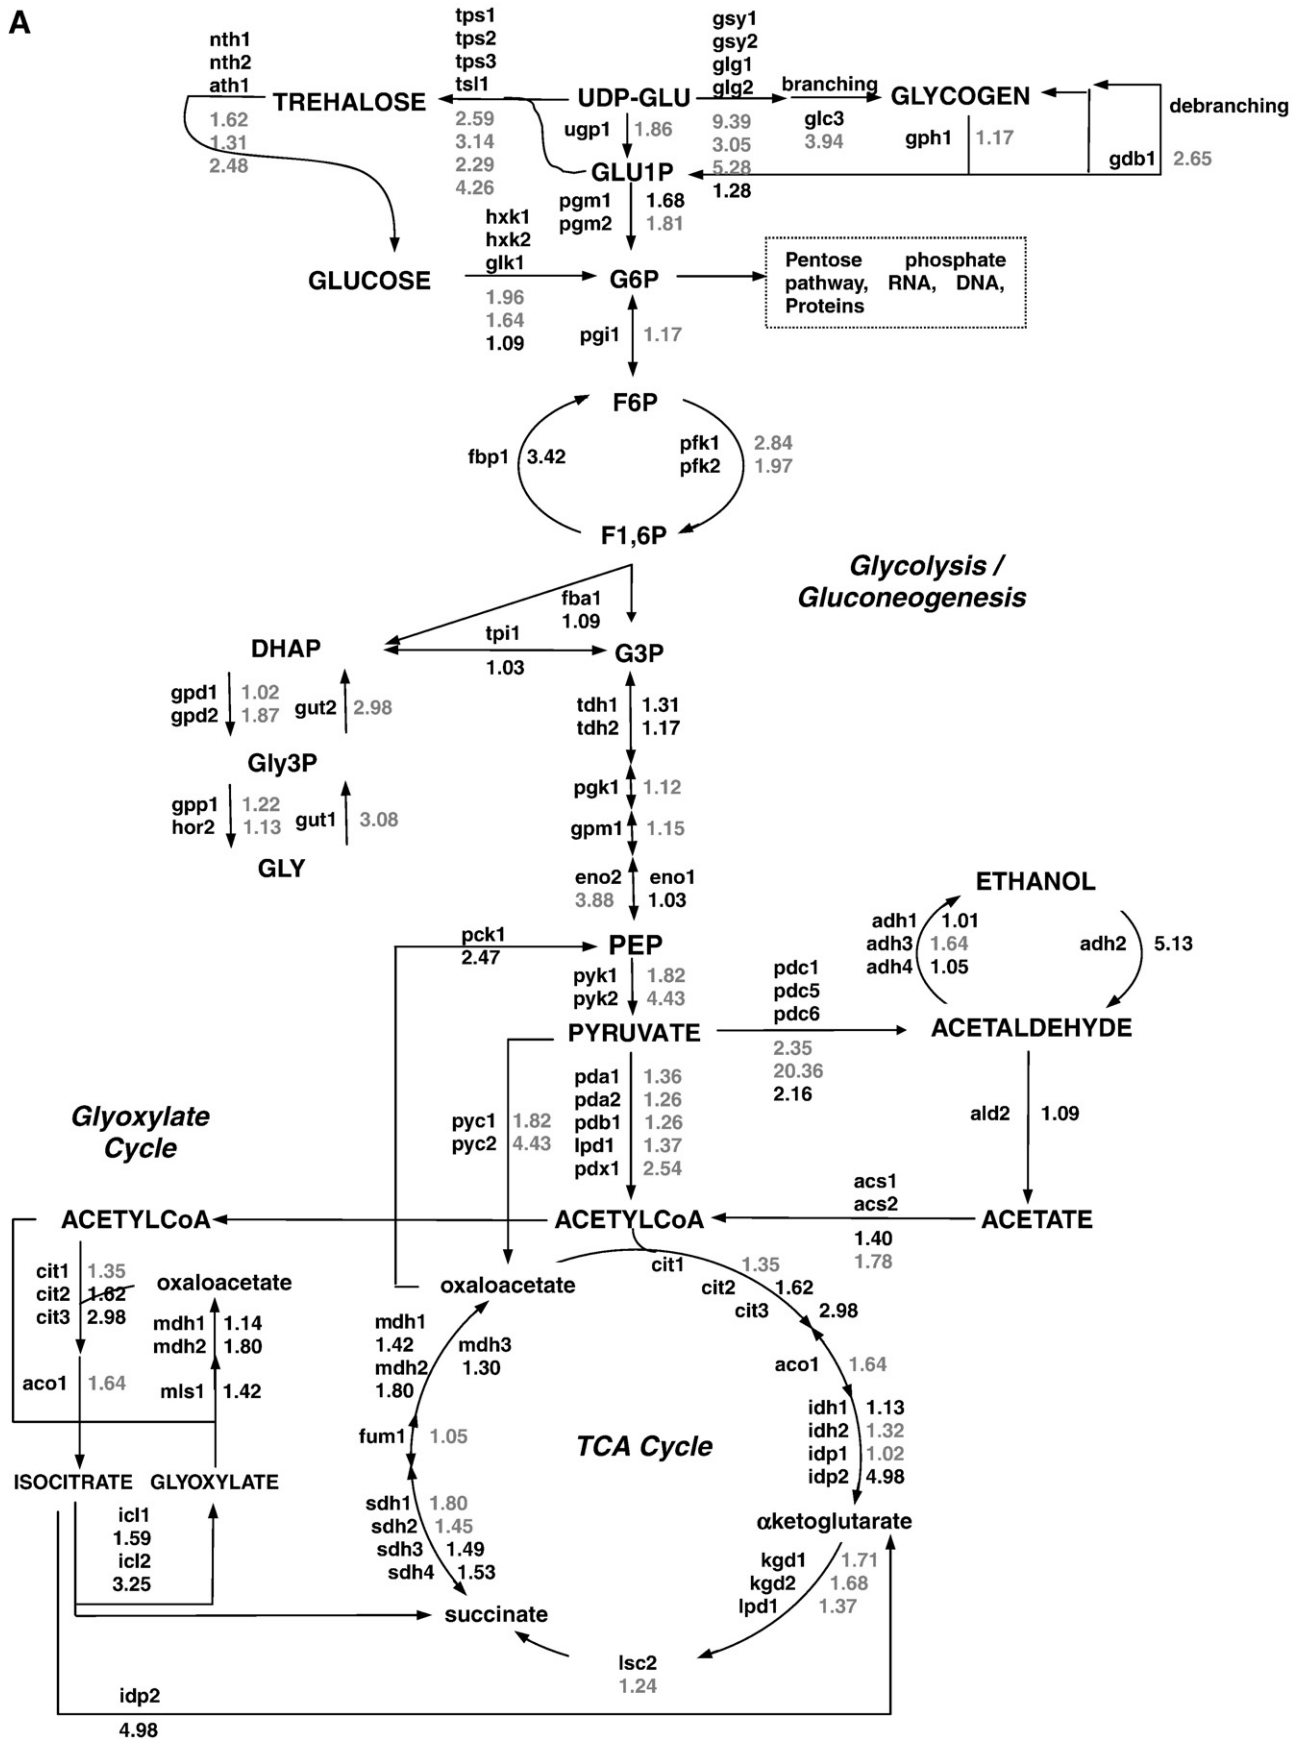 A
nth1
nth2
ath1
TREHALOSE
1.62
1.31
2.48
tps1
tps2
tps3
tsl1
2.59
3.14
2.29
4.26
UDP-GLU
ugp1 1.86
gsy1
gsy2
glg1
glg2
9.39
3.05
5.28
1.28
branching
glc3
3.94
GLYCOGEN
gph1 1.17
debranching
gdb1 2.65
GLU1P
pgm1 1.68
pgm2 1.81
GLUCOSE
hxk1
hxk2
glk1
1.96
1.64
1.09
G6P
Pentose phosphate
pathway, RNA, DNA,
Proteins
pgi1 1.17
F6P
fbp1 3.42
pfk1 2.84
pfk2 1.97
F1,6P
Glycolysis /
Gluconeogenesis
fba1
1.09
DHAP
tpi1
1.03
G3P
gpd1 1.02
gpd2 1.87
gut2 2.98
tdh1 1.31
tdh2 1.17
Gly3P
pgk1 1.12
gpp1 1.22
hor2 1.13
gut1 3.08
gpm1 1.15
GLY
eno2 eno1
3.88 1.03
ETHANOL
adh1 1.01
adh3 1.64
adh4 1.05
adh2 5.13
pck1
2.47
PEP
pyk1 1.82
pyk2 4.43
pdc1
pdc5
pdc6
2.35
20.36
2.16
PYRUVATE
ACETALDEHYDE
pda1 1.36
pda2 1.26
pdb1 1.26
lpd1 1.37
pdx1 2.54
pyc1 1.82
pyc2 4.43
ald2 1.09
Glyoxylate
Cycle
acs1
acs2
1.40
1.78
ACETYLCoA
ACETYLCoA
ACETATE
cit1 1.35
cit2 1.62
cit3 2.98
oxaloacetate
mdh1 1.14
mdh2 1.80
aco1 1.64
mls1 1.42
ISOCITRATE
GLYOXYLATE
icl1
1.59
icl2
3.25
oxaloacetate
cit1 1.35
cit2 1.62
cit3 2.98
mdh1
1.42
mdh2
1.80
mdh3
1.30
aco1 1.64
idh1 1.13
idh2 1.32
idp1 1.02
idp2 4.98
fum1 1.05
TCA Cycle
sdh1 1.80
sdh2 1.45
sdh3 1.49
sdh4 1.53
αketoglutarate
kgd1 1.71
kgd2 1.68
lpd1 1.37
succinate
lsc2
1.24
idp2
4.98